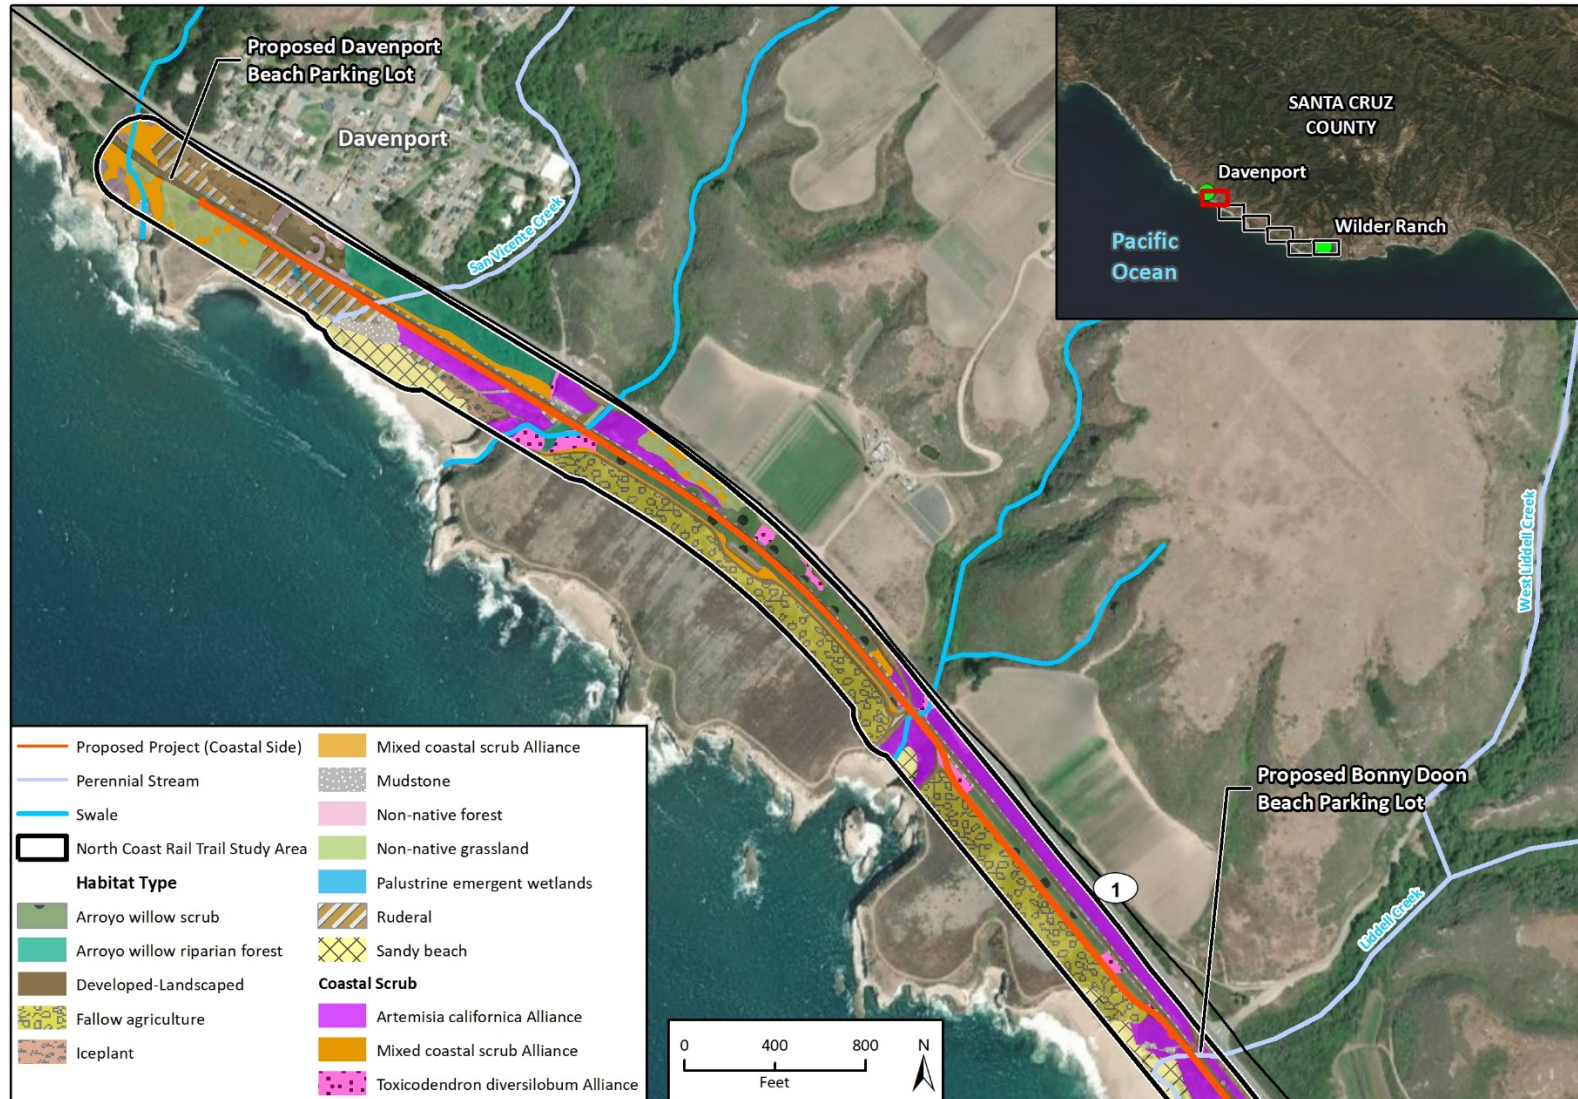 Proposed Davenport
Beach Parking Lot
Davenport
San Vicente Creek
SANTA CRUZ
COUNTY
Davenport
Wilder Ranch
Pacific
Ocean
West Liddell Creek
Proposed Bonny Doon
Beach Parking Lot
1
Liddell Creek
Proposed Project (Coastal Side)
Perennial Stream
Swale
North Coast Rail Trail Study Area
Habitat Type
Arroyo willow scrub
Arroyo willow riparian forest
Developed-Landscaped
Fallow agriculture
Iceplant
Mixed coastal scrub Alliance
Mudstone
Non-native forest
Non-native grassland
Palustrine emergent wetlands
Ruderal
Sandy beach
Coastal Scrub
Artemisia californica Alliance
Mixed coastal scrub Alliance
Toxicodendron diversilobum Alliance
0 400 800
Feet
N